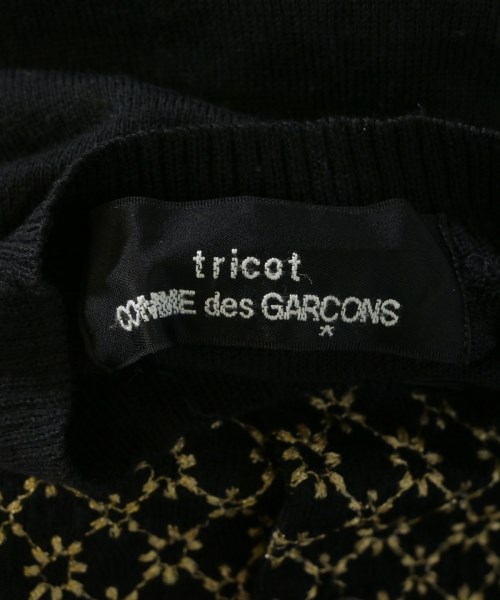 tricot
COMME des GARCONS
*